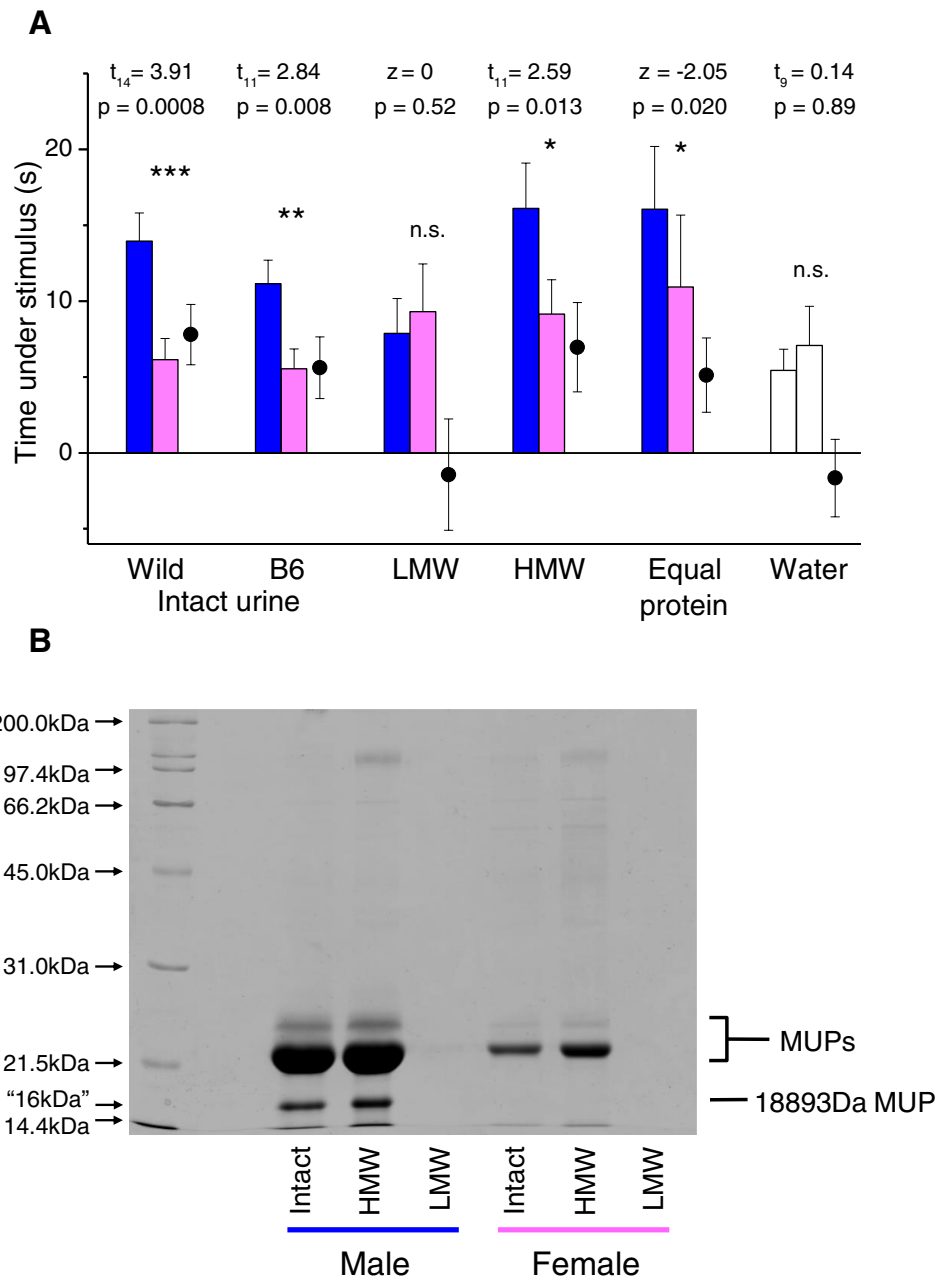 A
t14= 3.91 t11= 2.84 z = 0 t11= 2.59 z = -2.05 t9= 0.14
p = 0.0008 p = 0.008 p = 0.52 p = 0.013 p = 0.020 p = 0.89
*** ** n.s. * * n.s.
Time under stimulus (s)
20
10
0
Wild B6 LMW HMW Equal protein Water
Intact urine
B
200.0kDa
97.4kDa
66.2kDa
45.0kDa
31.0kDa
21.5kDa
“16kDa”
14.4kDa
MUPs
18893Da MUP
Intact HMW LMW Intact HMW LMW
Male Female